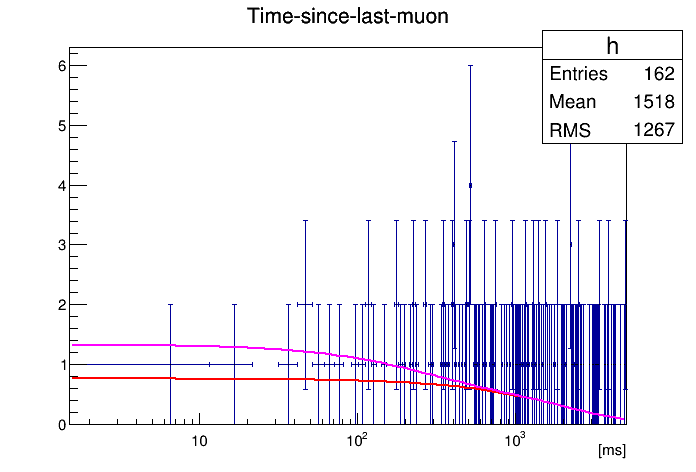 Time-since-last-muon
h
Entries 162
Mean 1518
RMS 1267
6
5
4
3
2
1
0
10
10²
10³
[ms]